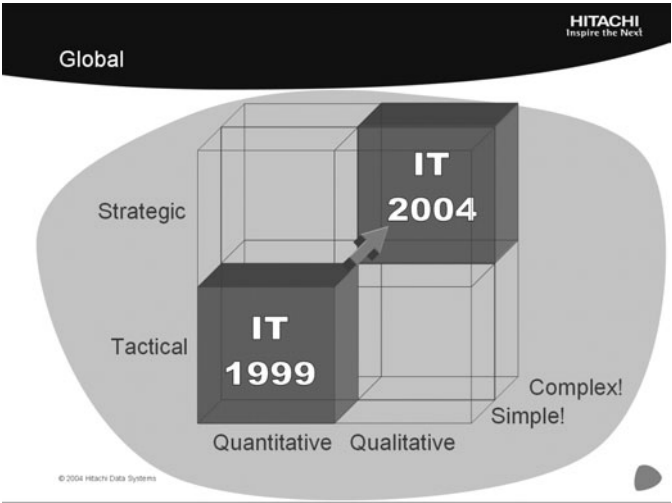 HITACHI
Inspire the Next
Global
IT
2004
Strategic
IT
1999
Tactical
Complex!
Simple!
Quantitative Qualitative
© 2004 Hitachi Data Systems